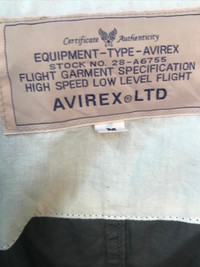 Certificate Authenticity
EQUIPMENT-TYPE-AVIREX
STOCK NO. 28-A6755
FLIGHT GARMENT SPECIFICATION
HIGH SPEED LOW LEVEL FLIGHT
AVIREX® LTD